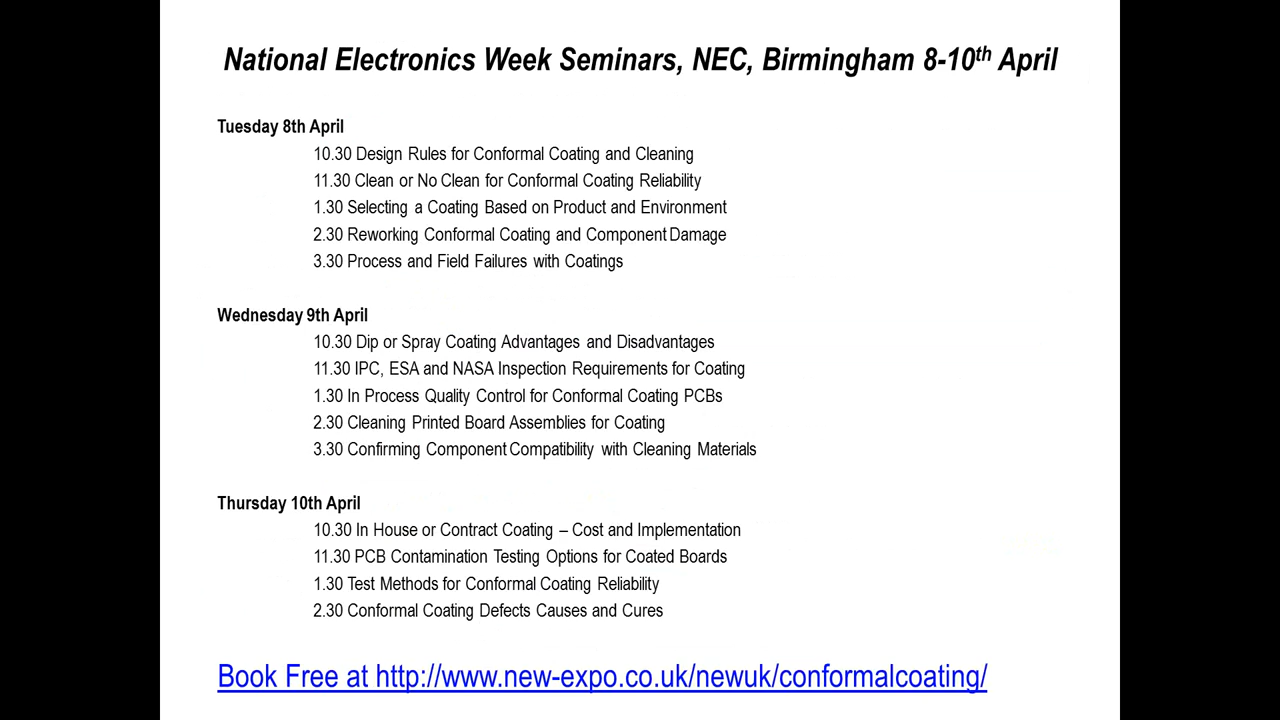 National Electronics Week Seminars, NEC, Birmingham 8-10th April
Tuesday 8th April
10.30 Design Rules for Conformal Coating and Cleaning
11.30 Clean or No Clean for Conformal Coating Reliability
1.30 Selecting a Coating Based on Product and Environment
2.30 Reworking Conformal Coating and Component Damage
3.30 Process and Field Failures with Coatings
Wednesday 9th April
10.30 Dip or Spray Coating Advantages and Disadvantages
11.30 IPC, ESA and NASA Inspection Requirements for Coating
1.30 In Process Quality Control for Conformal Coating PCBs
2.30 Cleaning Printed Board Assemblies for Coating
3.30 Confirming Component Compatibility with Cleaning Materials
Thursday 10th April
10.30 In House or Contract Coating – Cost and Implementation
11.30 PCB Contamination Testing Options for Coated Boards
1.30 Test Methods for Conformal Coating Reliability
2.30 Conformal Coating Defects Causes and Cures
Book Free at http://www.new-expo.co.uk/newuk/conformalcoating/